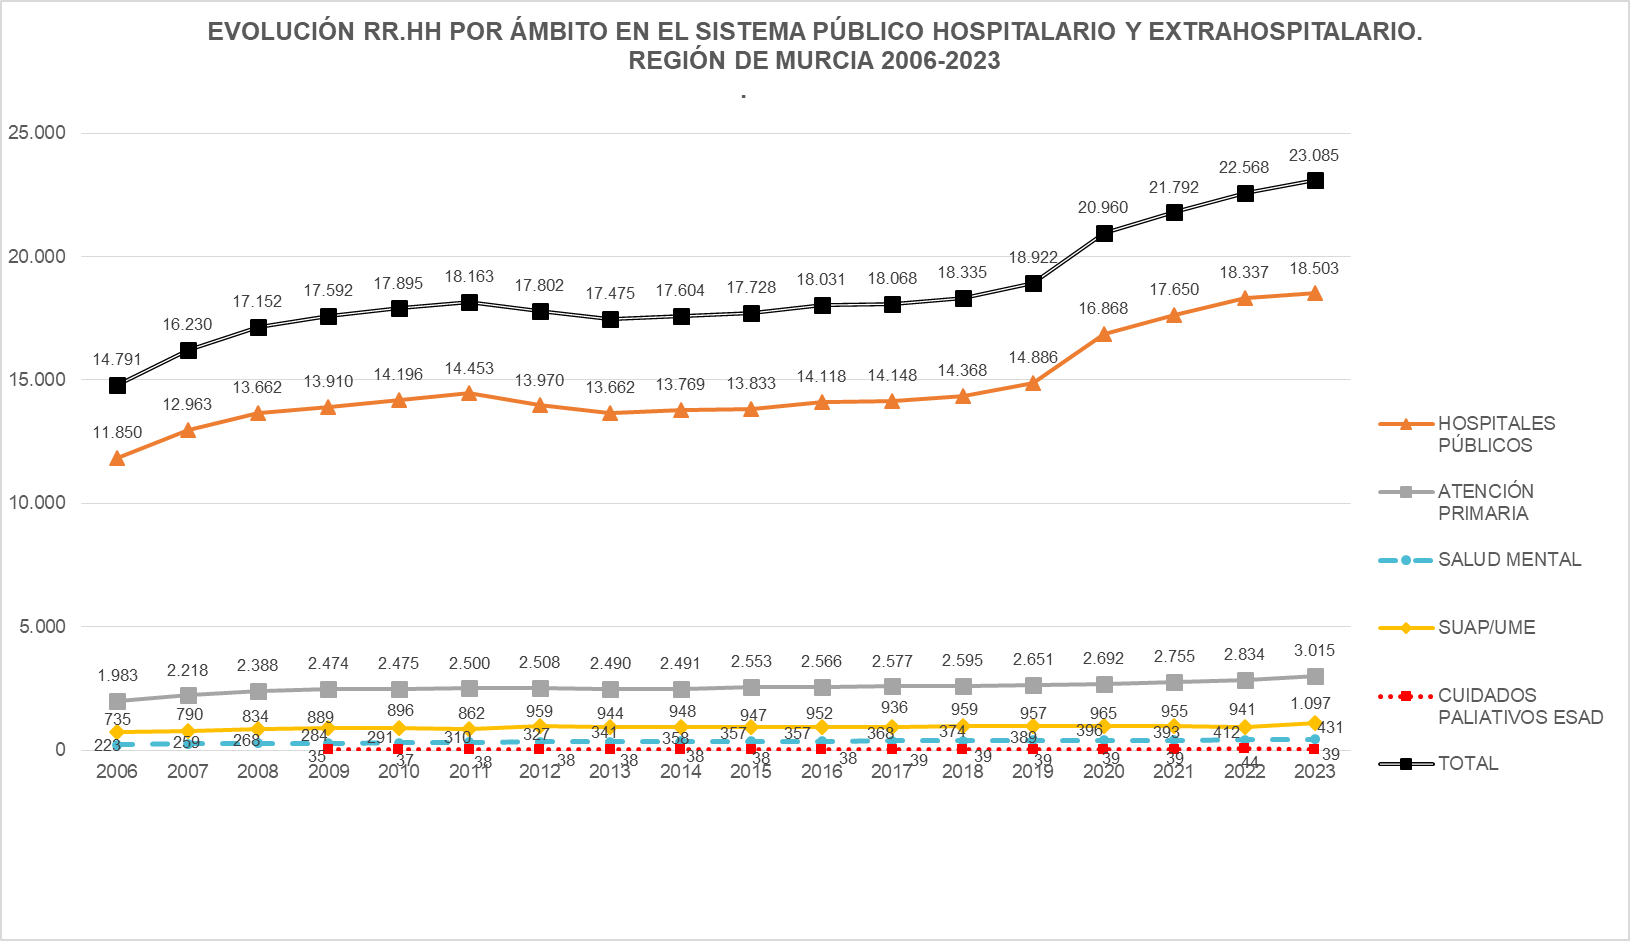 EVOLUCIÓN RR.HH POR ÁMBITO EN EL SISTEMA PÚBLICO HOSPITALARIO Y EXTRAHOSPITALARIO.
REGIÓN DE MURCIA 2006-2023
.
25.000
20.000
15.000
10.000
5.000
0
14.791 16.230 17.152 17.592 17.895 18.163 17.802 17.475 17.604 17.728 18.031 18.068 18.335 18.922 20.960 21.792 22.568 23.085
11.850 12.963 13.662 13.910 14.196 14.453 13.970 13.662 13.769 13.833 14.118 14.148 14.368 14.886 16.868 17.650 18.337 18.503
1.983 2.218 2.388 2.474 2.475 2.500 2.508 2.490 2.491 2.553 2.566 2.577 2.595 2.651 2.692 2.755 2.834 3.015
735 790 834 889 896 862 959 944 948 947 952 936 959 957 965 955 941 1.097
223 259 268 284 291 310 327 341 358 357 357 368 374 389 396 393 412 431
35 37 38 38 38 38 38 38 39 39 39 39 39 44 39
2006 2007 2008 2009 2010 2011 2012 2013 2014 2015 2016 2017 2018 2019 2020 2021 2022 2023
HOSPITALES
PÚBLICOS
ATENCIÓN
PRIMARIA
SALUD MENTAL
SUAP/UME
CUIDADOS
PALIATIVOS ESAD
TOTAL